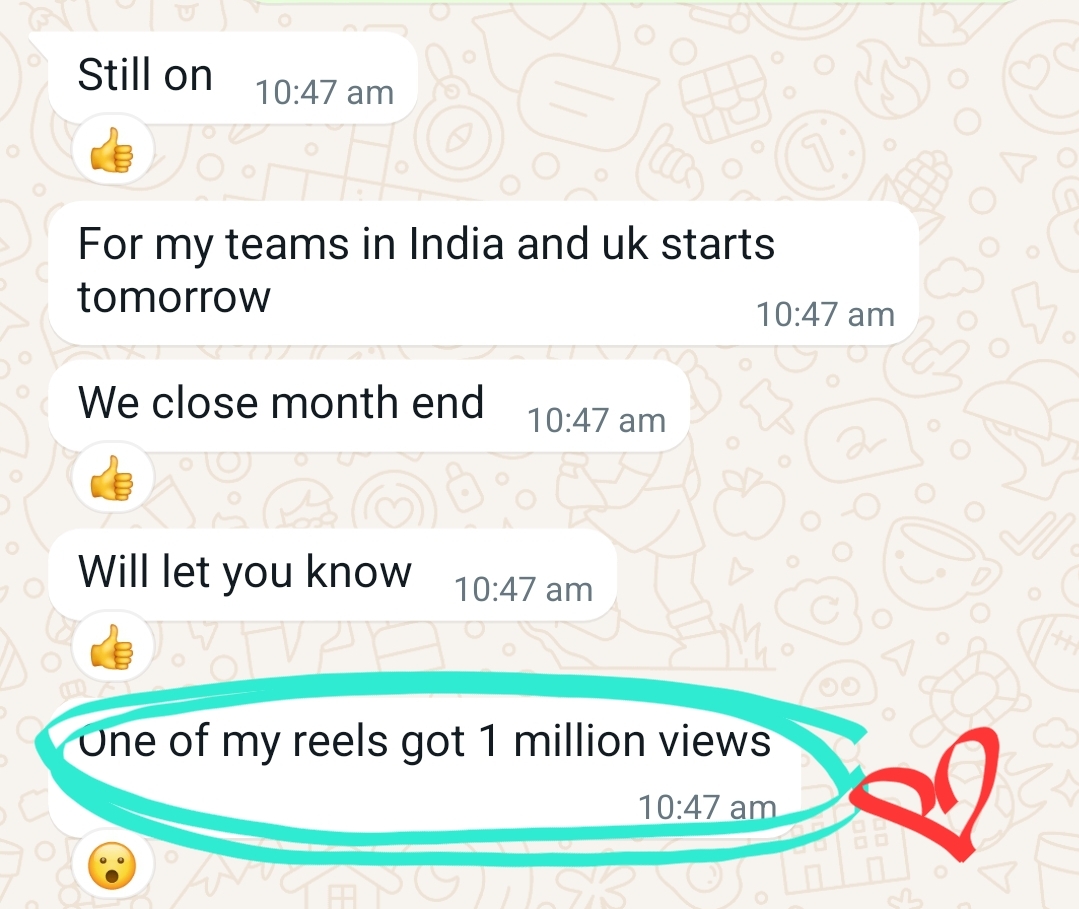 Still on
10:47 am
For my teams in India and uk starts
tomorrow
10:47 am
We close month end
10:47 am
Will let you know
10:47 am
One of my reels got 1 million views
10:47 am